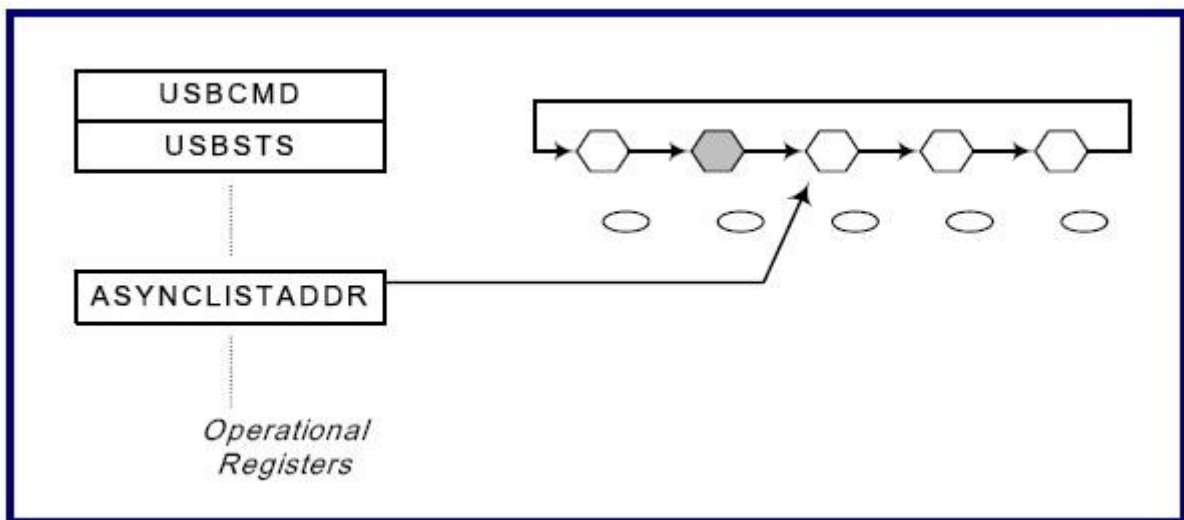 USBCMD
USBSTS
ASYNCLISTADDR
Operational
Registers